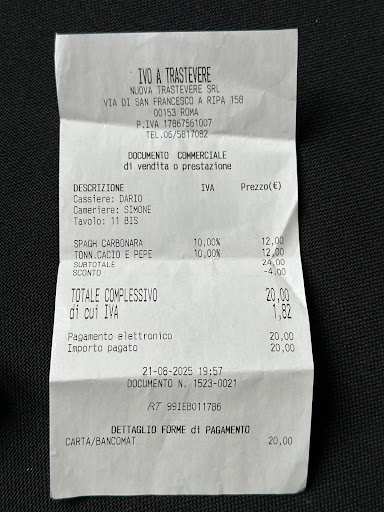 IVO A TRASTEVERE
NUOVA TRASTEVERE SRL
VIA DI SAN FRANCESCO A RIPA 158
00153 ROMA
P.IVA 17867561007
TEL.06/5817082
DOCUMENTO COMMERCIALE
di vendita o prestazione
DESCRIZIONE IVA Prezzo(€)
Cassiere: DARIO
Cameriere: SIMONE
Tavolo: 11 BIS
SPAGH CARBONARA 10,00% 12,00
TONN.CACIO E PEPE 10,00% 12,00
SUBTOTALE 24,00
SCONTO -4,00
TOTALE COMPLESSIVO 20,00
di cui IVA 1,82
Pagamento elettronico 20,00
Importo pagato 20,00
21-08-2025 19:57
DOCUMENTO N. 1523-0021
RT 99IEB011786
DETTAGLIO FORME di PAGAMENTO
CARTA/BANCOMAT 20,00